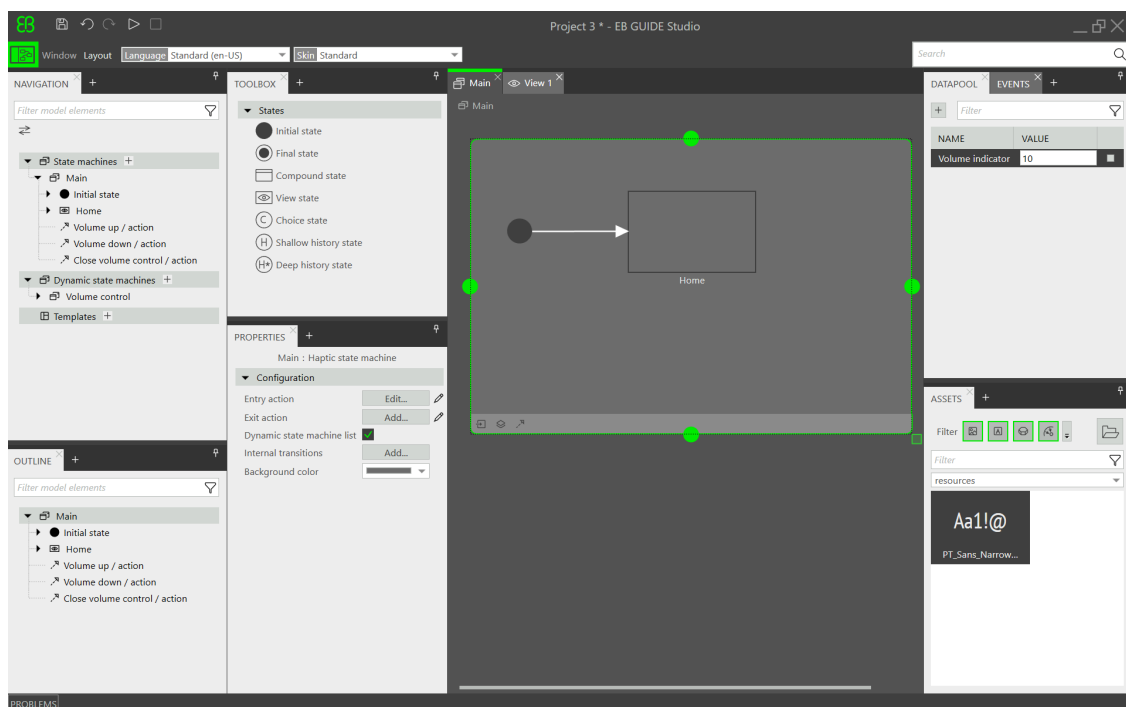 EB
Project 3 * - EB GUIDE Studio
Window Layout Language Standard (en-US) Skin Standard
Search
NAVIGATION
Filter model elements
State machines
Main
Initial state
Home
Volume up / action
Volume down / action
Close volume control / action
Dynamic state machines
Volume control
Templates
OUTLINE
Filter model elements
Main
Initial state
Home
Volume up / action
Volume down / action
Close volume control / action
PROBLEMS
TOOLBOX
States
Initial state
Final state
Compound state
View state
C Choice state
H Shallow history state
H* Deep history state
PROPERTIES
Main : Haptic state machine
Configuration
Entry action Edit...
Exit action Add...
Dynamic state machine list
Internal transitions Add...
Background color
Main View 1
Main
Home
DATAPOOL EVENTS
Filter
NAME VALUE
Volume indicator 10
ASSETS
Filter A
Filter
resources
Aa1!@
PT_Sans_Narrow...